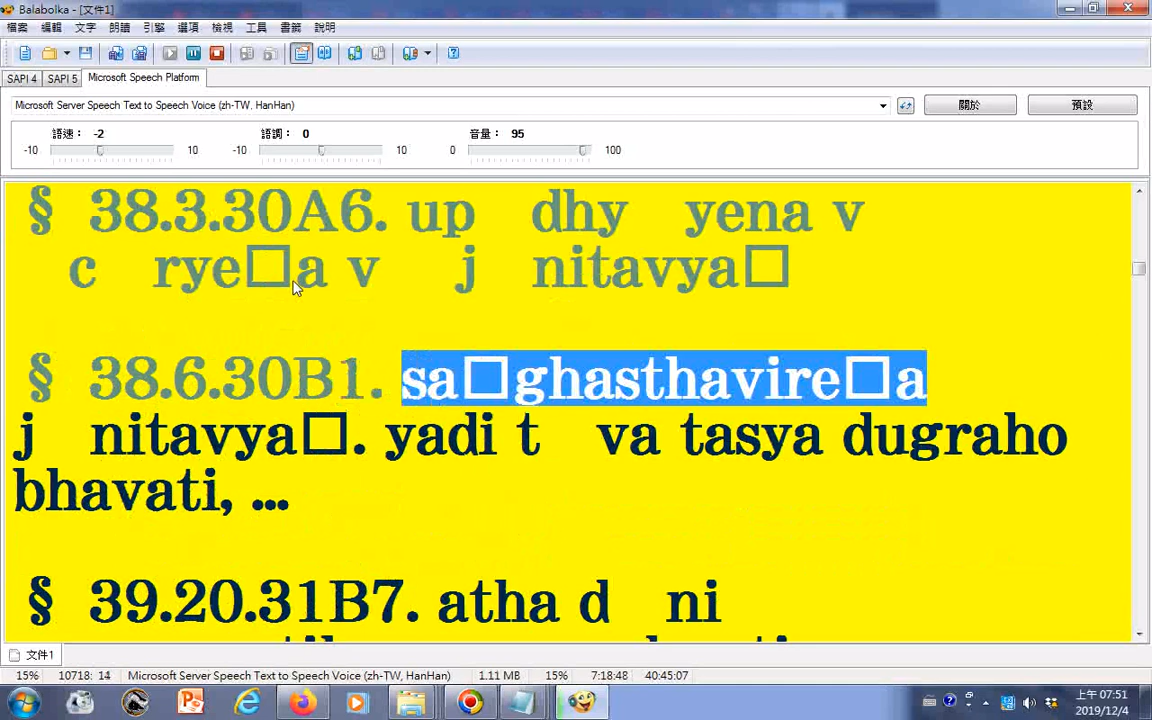 Balabolka - [文件1]
檔案 編輯 文字 朗讀 引擎 選項 檢視 工具 書籤 說明
SAPI 4 SAPI 5 Microsoft Speech Platform
Microsoft Server Speech Text to Speech Voice (zh-TW, HanHan) 關於 預設
語速： -2 語調： 0 音量： 95
-10 10 -10 10 0 100
§ 38.3.30A6. up dhy yena v
c rye□a v j nitavya□
§ 38.6.30B1. sa□ghasthavire□a
j nitavya□. yadi t va tasya dugraho
bhavati, ...
§ 39.20.31B7. atha d ni
文件1
15% 10718: 14 Microsoft Server Speech Text to Speech Voice (zh-TW, HanHan) 1.11 MB 15% 7:18:48 40:45:07
上午 07:51
2019/12/4